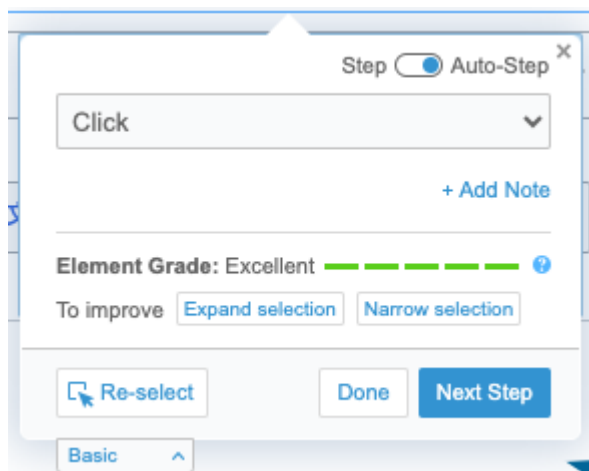 Step Auto-Step ×
Click
+ Add Note
Element Grade: Excellent ?
To improve Expand selection Narrow selection
Re-select Done Next Step
Basic